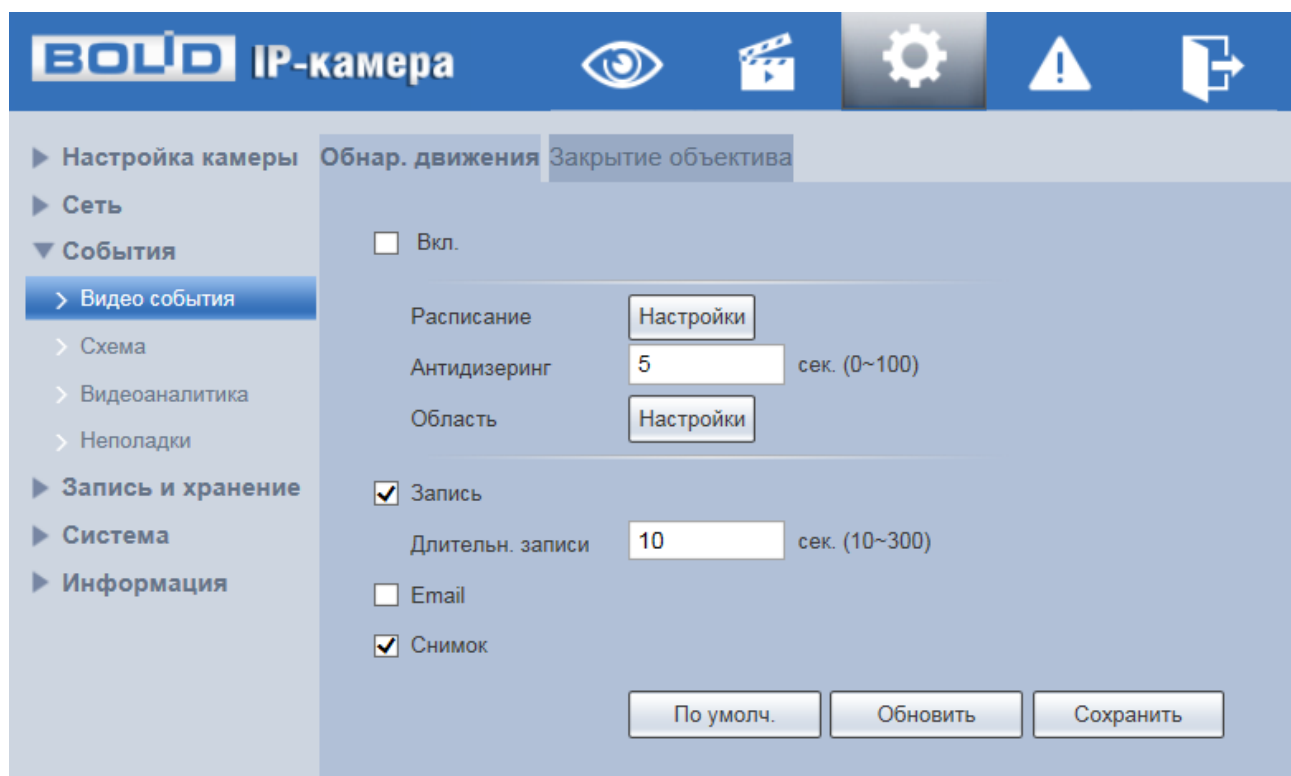 BOLID IP-камера
Настройка камеры
Сеть
События
Видео события
Схема
Видеоаналитика
Неполадки
Запись и хранение
Система
Информация
Обнар. движения Закрытие объектива
Вкл.
Расписание Настройки
Антидизеринг 5 сек. (0~100)
Область Настройки
Запись
Длительн. записи 10 сек. (10~300)
Email
Снимок
По умолч. Обновить Сохранить